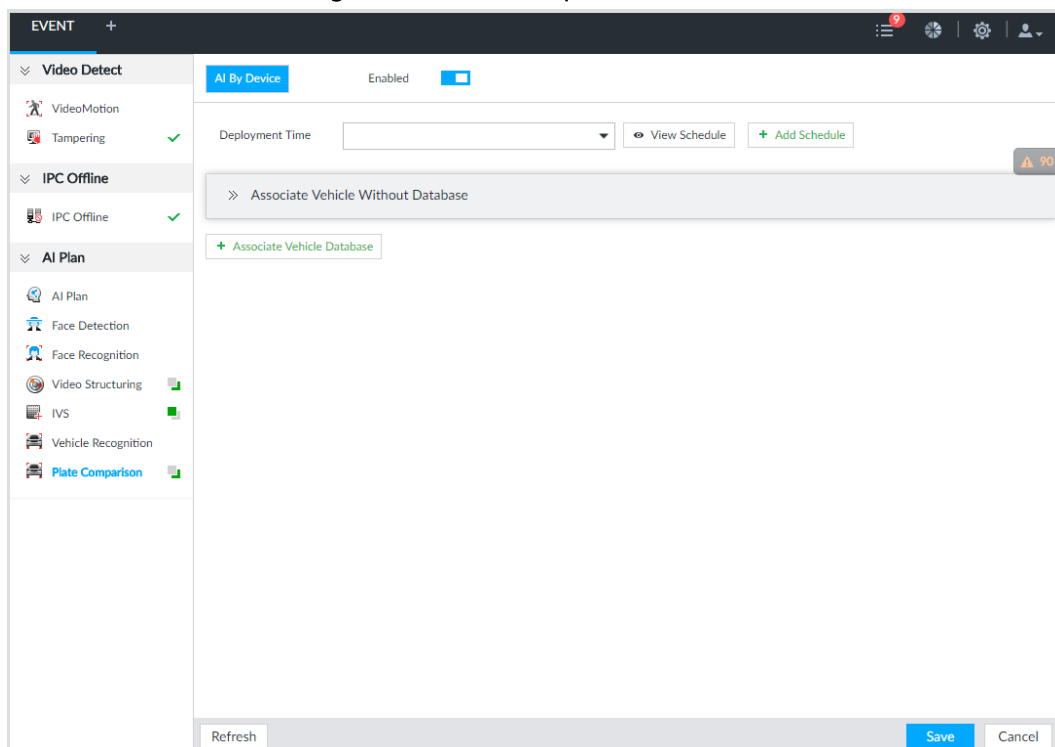 EVENT +
9
Video Detect
VideoMotion
Tampering
IPC Offline
IPC Offline
AI Plan
AI Plan
Face Detection
Face Recognition
Video Structuring
IVS
Vehicle Recognition
Plate Comparison
AI By Device
Enabled
Deployment Time
View Schedule
+ Add Schedule
90
Associate Vehicle Without Database
+ Associate Vehicle Database
Refresh
Save
Cancel